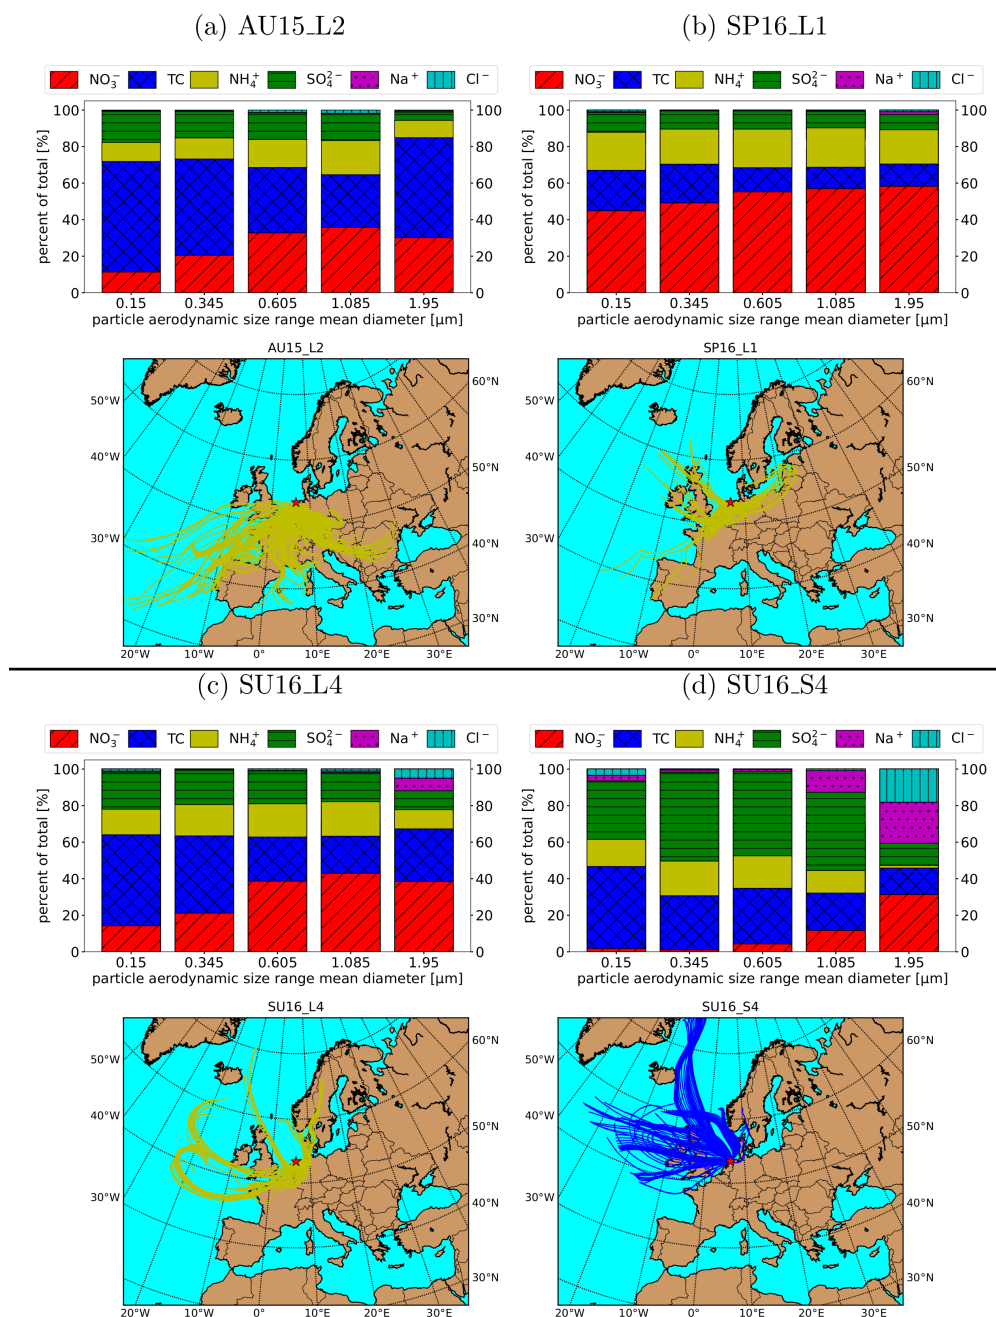 (a) AU15_L2
(b) SP16_L1
NO₃⁻ TC NH₄⁺ SO₄²⁻ Na⁺ Cl⁻
NO₃⁻ TC NH₄⁺ SO₄²⁻ Na⁺ Cl⁻
percent of total [%]
100 80 60 40 20 0
100 80 60 40 20 0
0.15 0.345 0.605 1.085 1.95
particle aerodynamic size range mean diameter [µm]
percent of total [%]
100 80 60 40 20 0
100 80 60 40 20 0
0.15 0.345 0.605 1.085 1.95
particle aerodynamic size range mean diameter [µm]
AU15_L2
50°W
40°W
30°W
60°N
50°N
40°N
30°N
20°W 10°W 0° 10°E 20°E 30°E
SP16_L1
50°W
40°W
30°W
60°N
50°N
40°N
30°N
20°W 10°W 0° 10°E 20°E 30°E
(c) SU16_L4
(d) SU16_S4
NO₃⁻ TC NH₄⁺ SO₄²⁻ Na⁺ Cl⁻
NO₃⁻ TC NH₄⁺ SO₄²⁻ Na⁺ Cl⁻
percent of total [%]
100 80 60 40 20 0
100 80 60 40 20 0
0.15 0.345 0.605 1.085 1.95
particle aerodynamic size range mean diameter [µm]
percent of total [%]
100 80 60 40 20 0
100 80 60 40 20 0
0.15 0.345 0.605 1.085 1.95
particle aerodynamic size range mean diameter [µm]
SU16_L4
50°W
40°W
30°W
60°N
50°N
40°N
30°N
20°W 10°W 0° 10°E 20°E 30°E
SU16_S4
50°W
40°W
30°W
60°N
50°N
40°N
30°N
20°W 10°W 0° 10°E 20°E 30°E